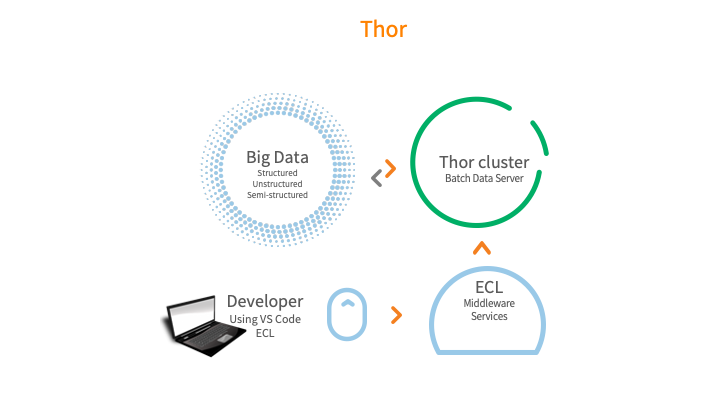 Thor
Big Data
Structured
Unstructured
Semi-structured
Thor cluster
Batch Data Server
Developer
Using VS Code
ECL
ECL
Middleware
Services